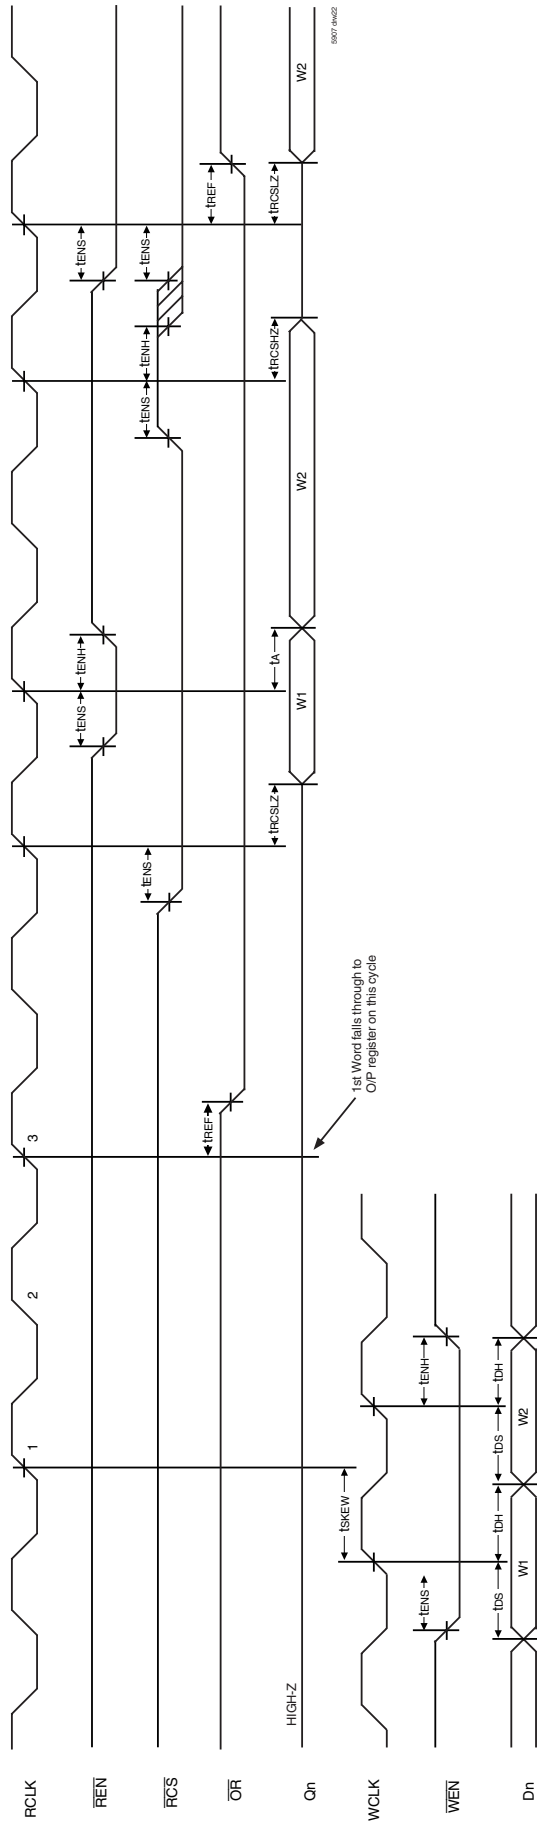 RCLK 1 2 3
REN tENS tENH tENS
RCS tENS tENS tENH tENS
OR tREF tREF
tRCSLZ tA tRCSHZ tRCSLZ
Qn HIGH-Z W1 W2 W2
5907 drw22
1st Word falls through to
O/P register on this cycle
tSKEW
WCLK
WEN tENS tENH
tDS tDH tDS tDH
Dn W1 W2